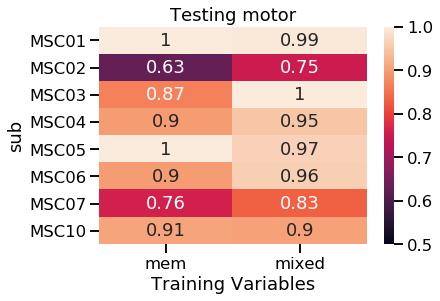 Testing motor
MSC01 1 0.99
MSC02 0.63 0.75
MSC03 0.87 1
MSC04 0.9 0.95
MSC05 1 0.97
MSC06 0.9 0.96
MSC07 0.76 0.83
MSC10 0.91 0.9
sub
mem mixed
Training Variables
1.0
0.9
0.8
0.7
0.6
0.5